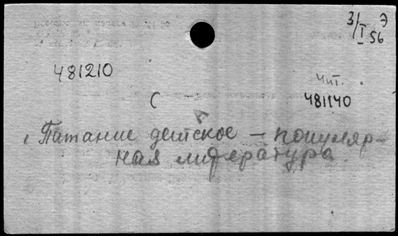 3/I 56 Э
481210
чит.
С
481140
Питание детское — популяр-
ная литература.